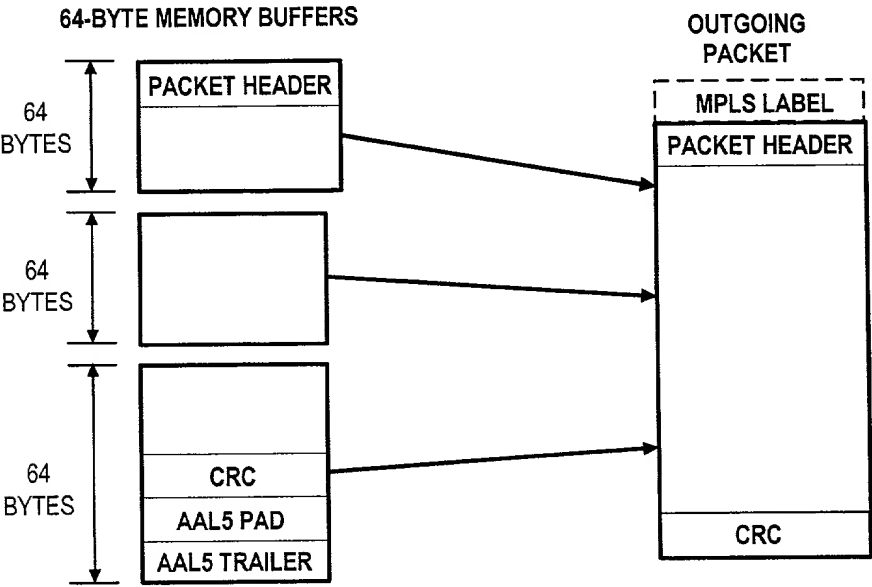 64-BYTE MEMORY BUFFERS
OUTGOING
PACKET
64
BYTES
PACKET HEADER
MPLS LABEL
PACKET HEADER
64
BYTES
64
BYTES
CRC
AAL5 PAD
AAL5 TRAILER
CRC